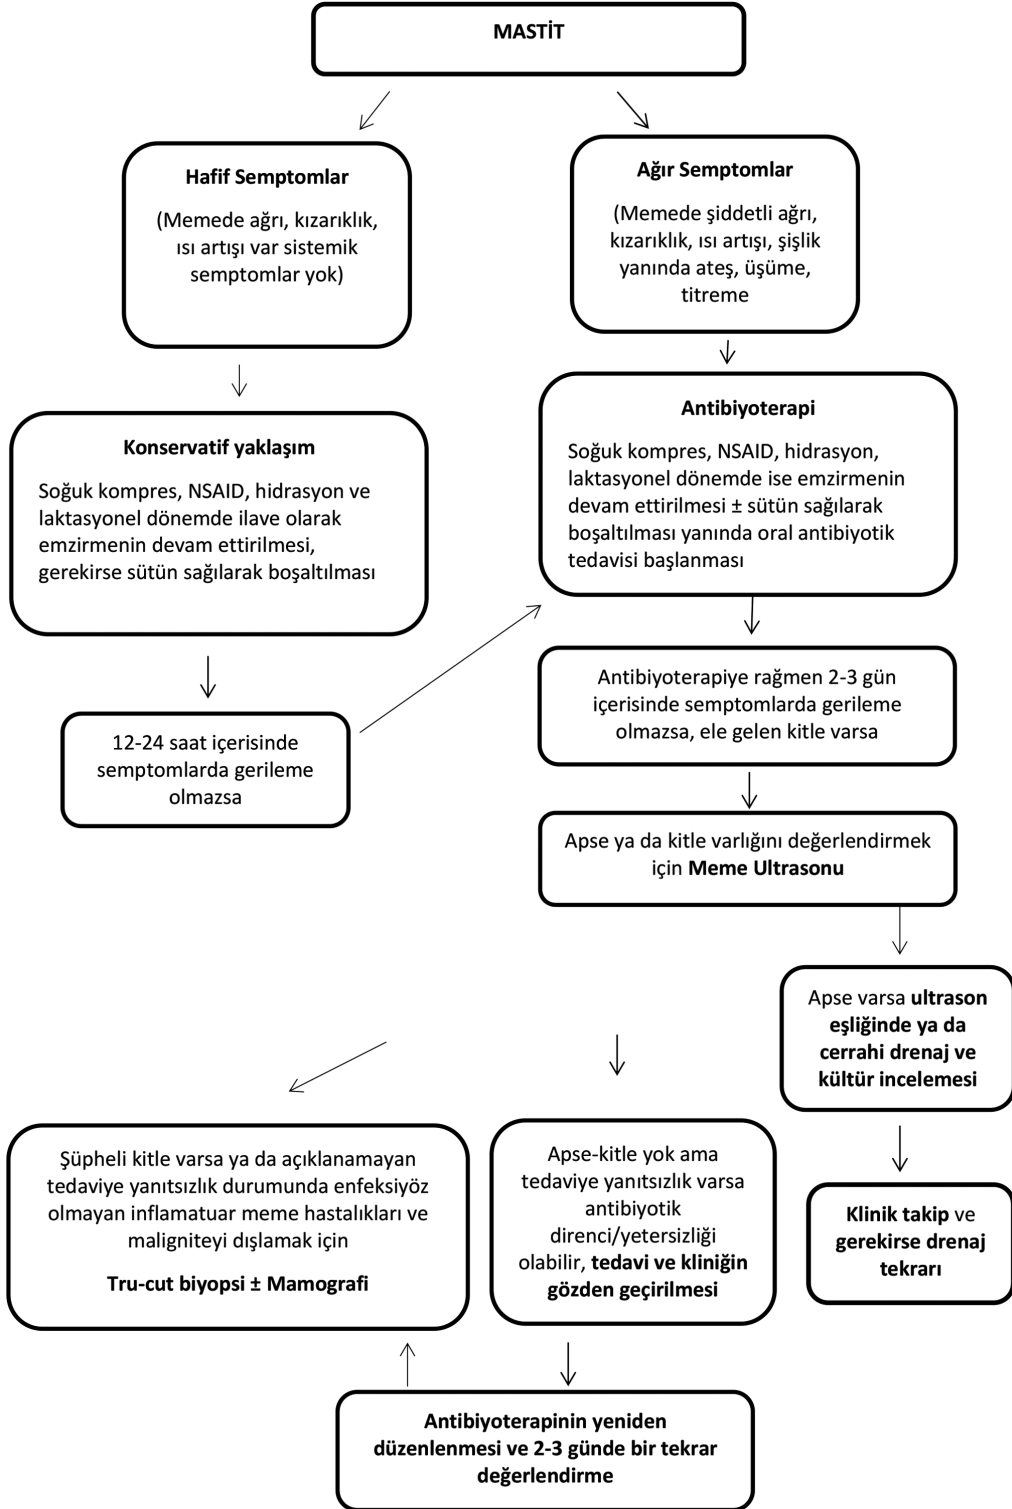 MASTİT
Hafif Semptomlar
(Memede ağrı, kızarıklık,
ısı artışı var sistemik
semptomlar yok)
Ağır Semptomlar
(Memede şiddetli ağrı,
kızarıklık, ısı artışı, şişlik
yanında ateş, üşüme,
titreme
Konservatif yaklaşım
Soğuk kompres, NSAID, hidrasyon ve
laktasyonel dönemde ilave olarak
emzirmenin devam ettirilmesi,
gerekirse sütün sağılarak boşaltılması
Antibiyoterapi
Soğuk kompres, NSAID, hidrasyon,
laktasyonel dönemde ise emzirmenin
devam ettirilmesi ± sütün sağılarak
boşaltılması yanında oral antibiyotik
tedavisi başlanması
12-24 saat içerisinde
semptomlarda gerileme
olmazsa
Antibiyoterapiye rağmen 2-3 gün
içerisinde semptomlarda gerileme
olmazsa, ele gelen kitle varsa
Apse ya da kitle varlığını değerlendirmek
için Meme Ultrasonu
Apse varsa ultrason
eşliğinde ya da
cerrahi drenaj ve
kültür incelemesi
Şüpheli kitle varsa ya da açıklanamayan
tedaviye yanıtsızlık durumunda enfeksiyöz
olmayan inflamatuar meme hastalıkları ve
maligniteyi dışlamak için
Tru-cut biyopsi ± Mamografi
Apse-kitle yok ama
tedaviye yanıtsızlık varsa
antibiyotik
direnci/yetersizliği
olabilir, tedavi ve kliniğin
gözden geçirilmesi
Klinik takip ve
gerekirse drenaj
tekrarı
Antibiyoterapinin yeniden
düzenlenmesi ve 2-3 günde bir tekrar
değerlendirme